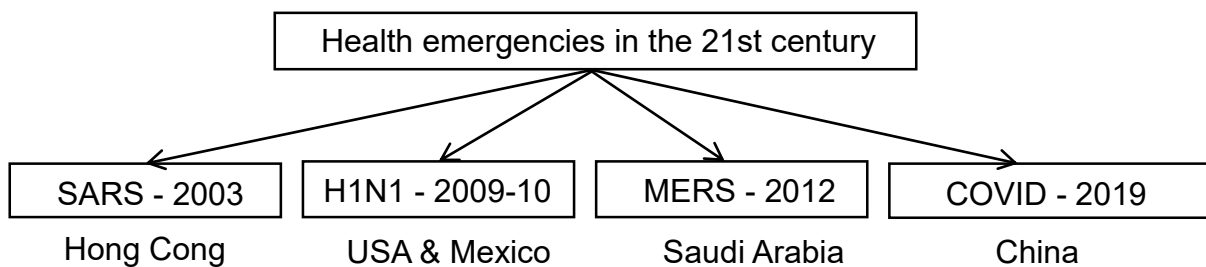 Health emergencies in the 21st century
SARS - 2003
H1N1 - 2009-10
MERS - 2012
COVID - 2019
Hong Cong
USA & Mexico
Saudi Arabia
China